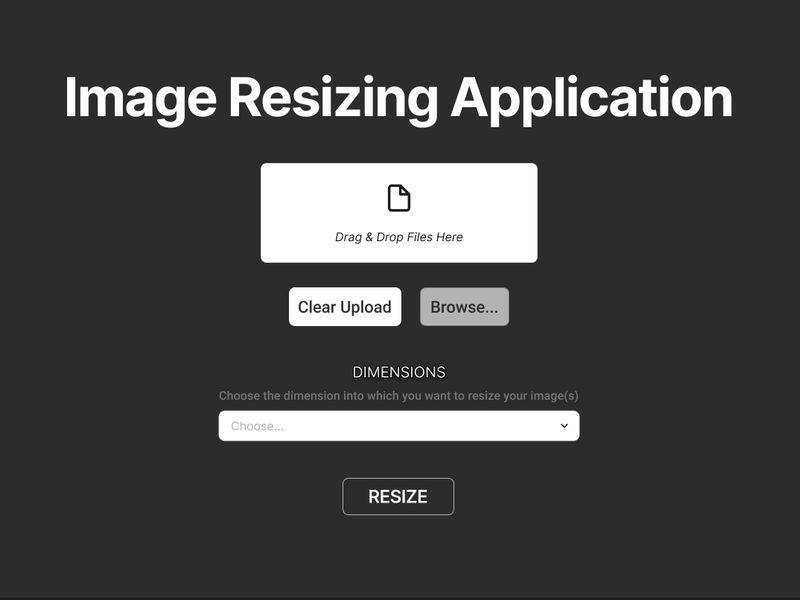 Image Resizing Application
Drag & Drop Files Here
Clear Upload
Browse...
DIMENSIONS
Choose the dimension into which you want to resize your image(s)
Choose...
RESIZE